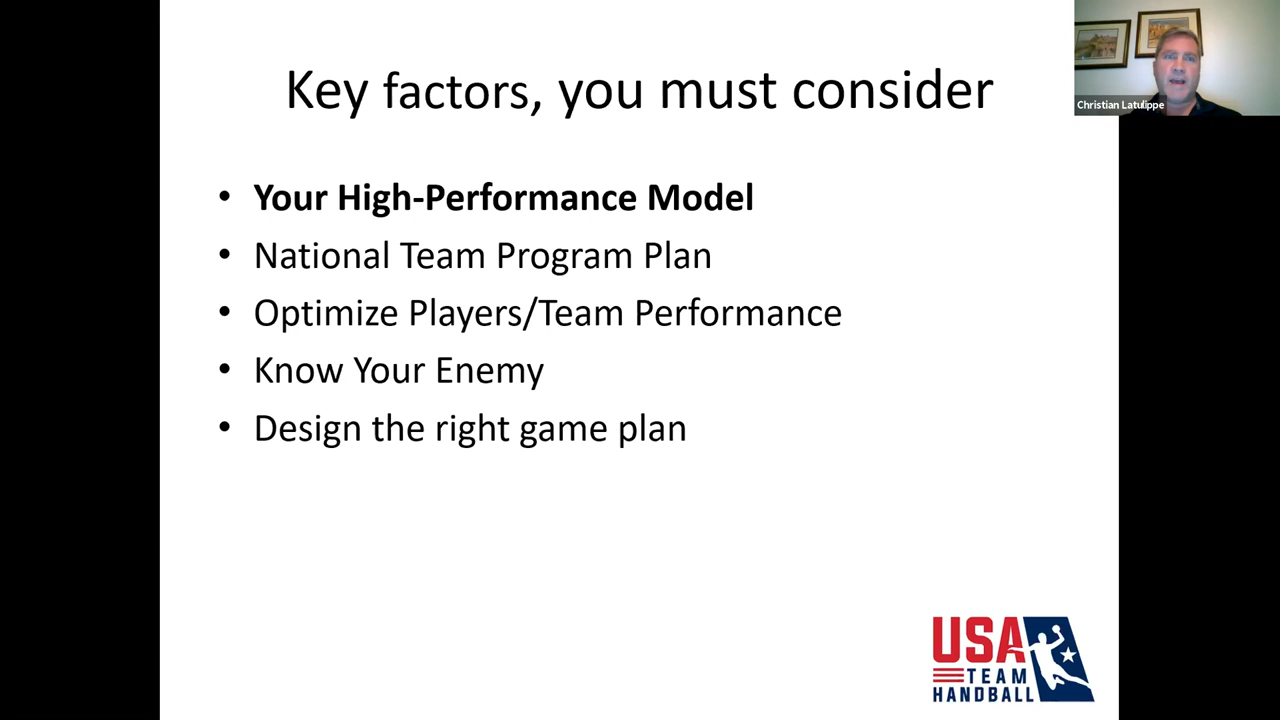 Key factors, you must consider
Christian Latulippe
• Your High-Performance Model
• National Team Program Plan
• Optimize Players/Team Performance
• Know Your Enemy
• Design the right game plan
USA
TEAM
HANDBALL